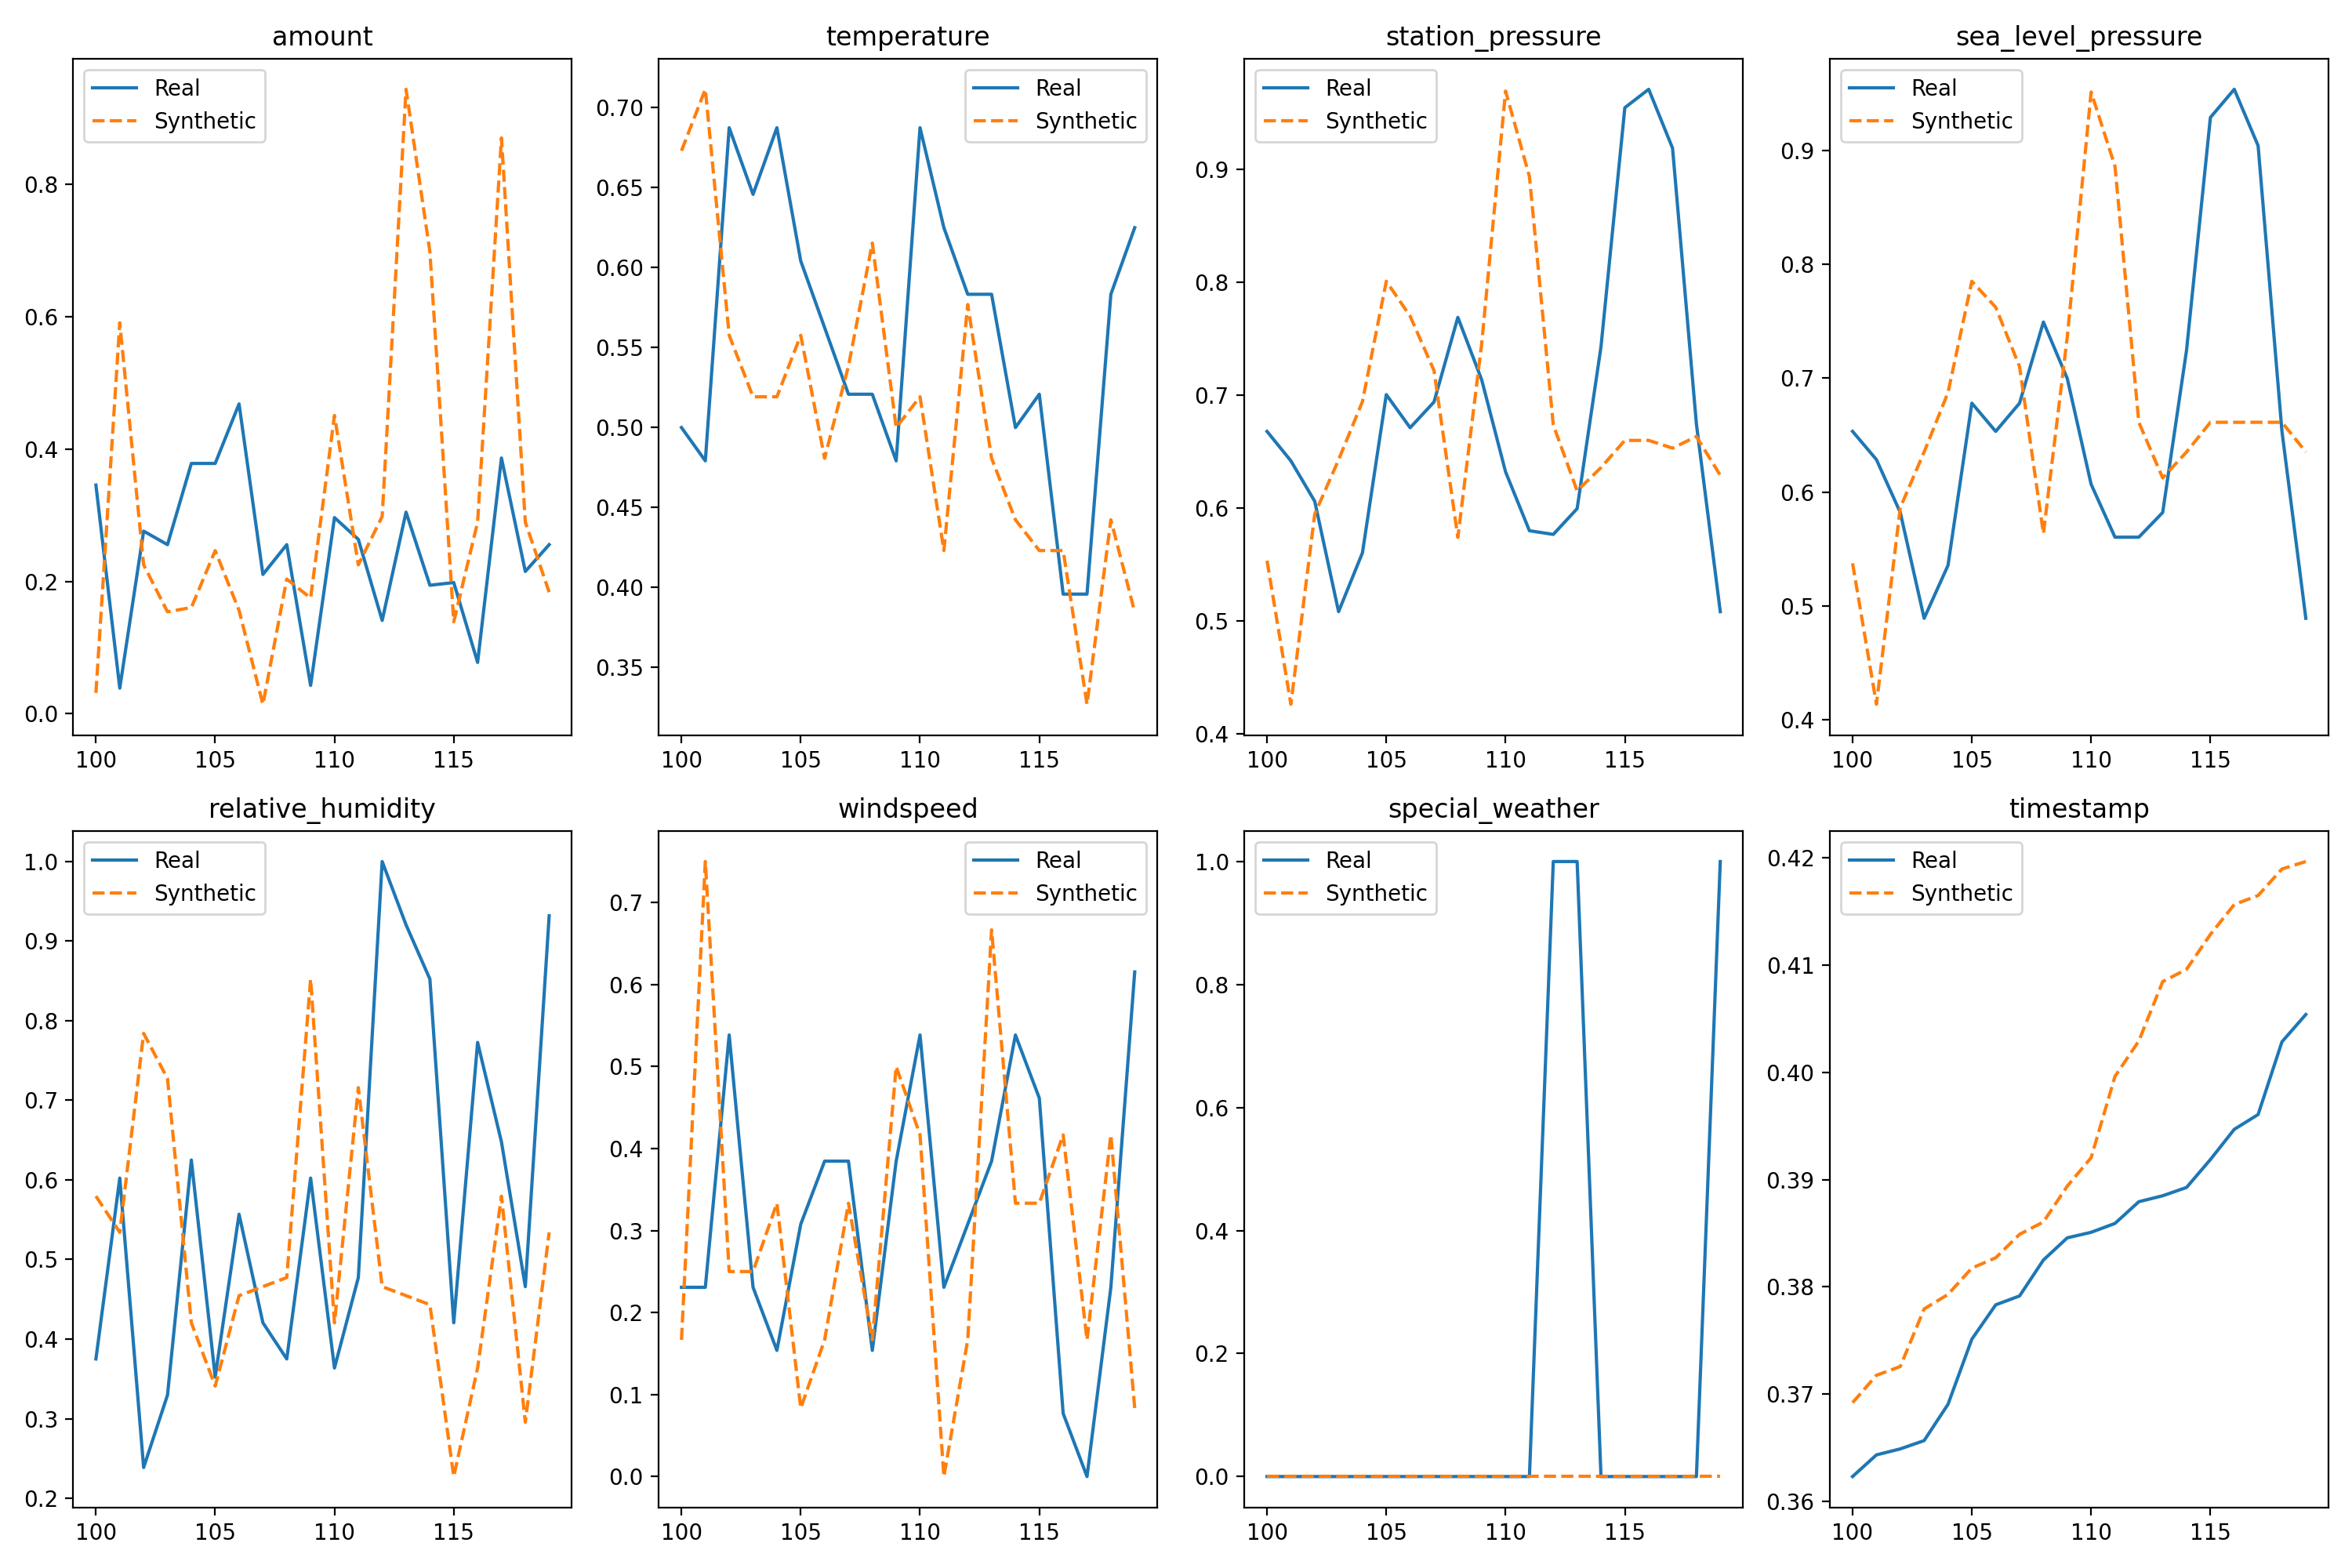 amount
Real
Synthetic
0.8
0.6
0.4
0.2
0.0
100 105 110 115
temperature
Real
Synthetic
0.70
0.65
0.60
0.55
0.50
0.45
0.40
0.35
100 105 110 115
station_pressure
Real
Synthetic
0.9
0.8
0.7
0.6
0.5
0.4
100 105 110 115
sea_level_pressure
Real
Synthetic
0.9
0.8
0.7
0.6
0.5
0.4
100 105 110 115
relative_humidity
Real
Synthetic
1.0
0.9
0.8
0.7
0.6
0.5
0.4
0.3
0.2
100 105 110 115
windspeed
Real
Synthetic
0.7
0.6
0.5
0.4
0.3
0.2
0.1
0.0
100 105 110 115
special_weather
Real
Synthetic
1.0
0.8
0.6
0.4
0.2
0.0
100 105 110 115
timestamp
Real
Synthetic
0.42
0.41
0.40
0.39
0.38
0.37
0.36
100 105 110 115